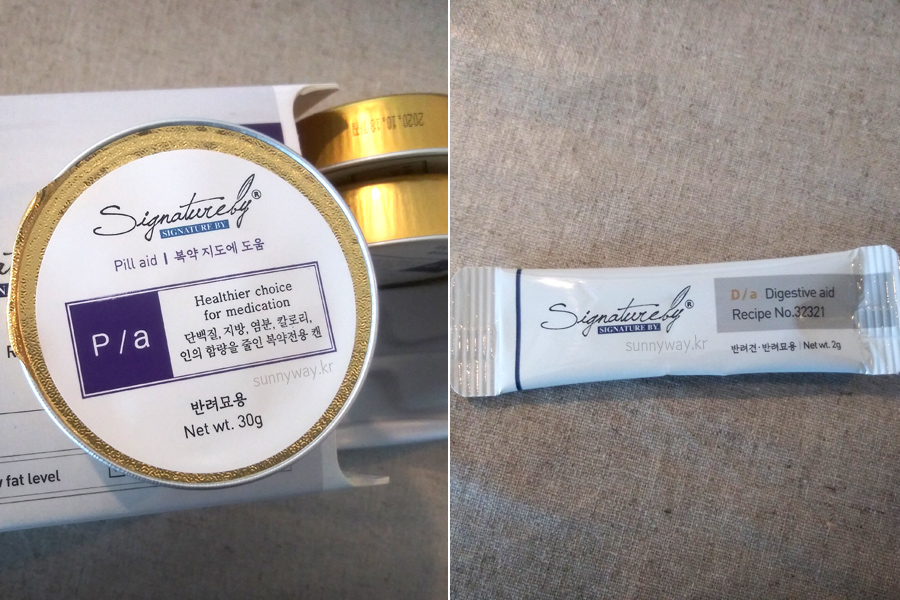 Signatureby®
SIGNATURE BY
Pill aid | 복약 지도에 도움
P/a
Healthier choice
for medication
단백질, 지방, 염분, 칼로리,
인의 함량을 줄인 복약전용 캔
sunnyway.kr
반려묘용
Net wt. 30g
fat level
2020.10.
Signatureby®
SIGNATURE BY
D/a Digestive aid
Recipe No.32321
sunnyway.kr
반려견·반려묘용 | Net wt. 2g